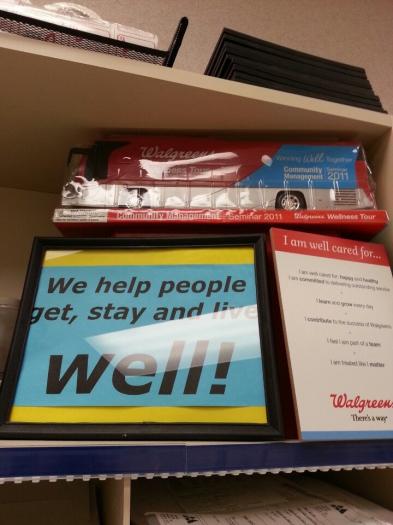 Walgreens
ness Tour
Running Well Together
Community
Management
Seminar
2011
Community Management - Seminar 2011
Walgreens Wellness Tour
We help people
get, stay and live
well!
I am well cared for...
I am well cared for, happy and healthy
I am committed to delivering outstanding service
I learn and grow every day
I contribute to the success of Walgreens
I feel I am part of a team
I am treated like I matter
Walgreens
There's a way